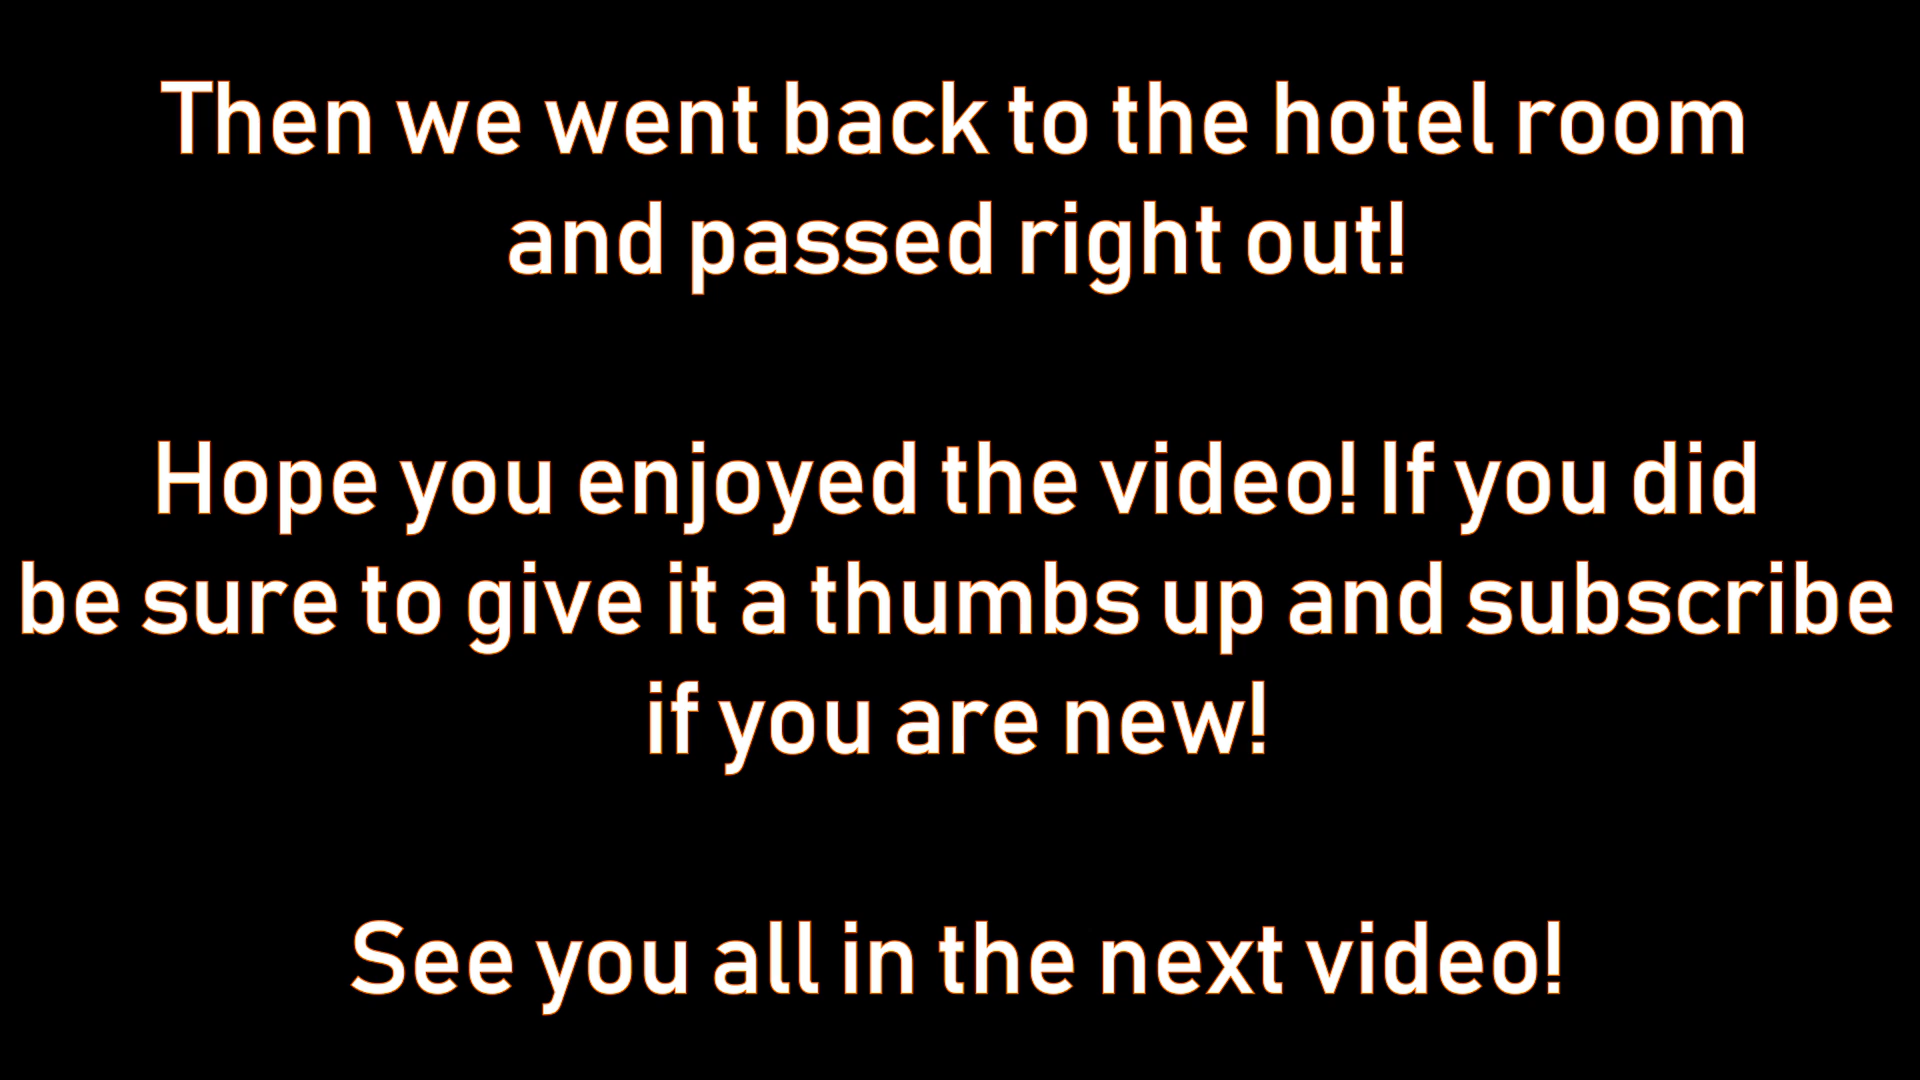 Then we went back to the hotel room
and passed right out!
Hope you enjoyed the video! If you did
be sure to give it a thumbs up and subscribe
if you are new!
See you all in the next video!